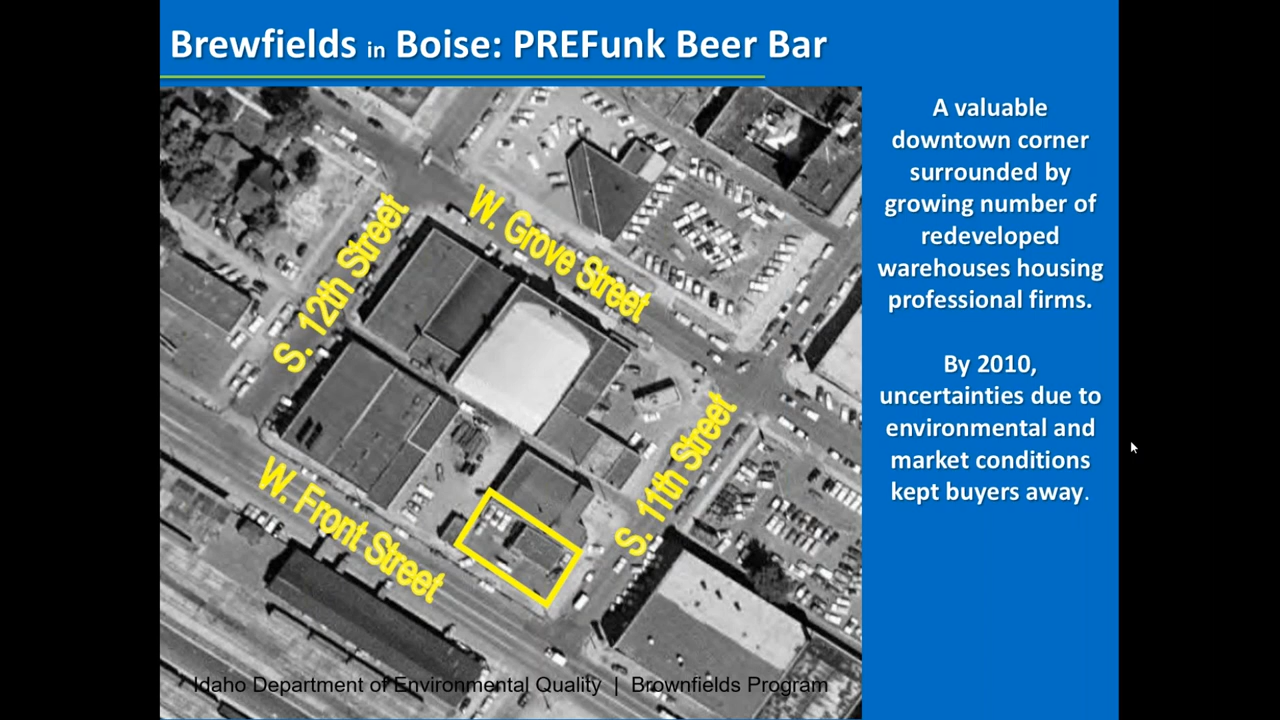 Brewfields in Boise: PREFunk Beer Bar
A valuable
downtown corner
surrounded by
growing number of
redeveloped
warehouses housing
professional firms.
By 2010,
uncertainties due to
environmental and
market conditions
kept buyers away.
W. Grove Street
S. 12th Street
S. 11th Street
W. Front Street
Idaho Department of Environmental Quality | Brownfields Program